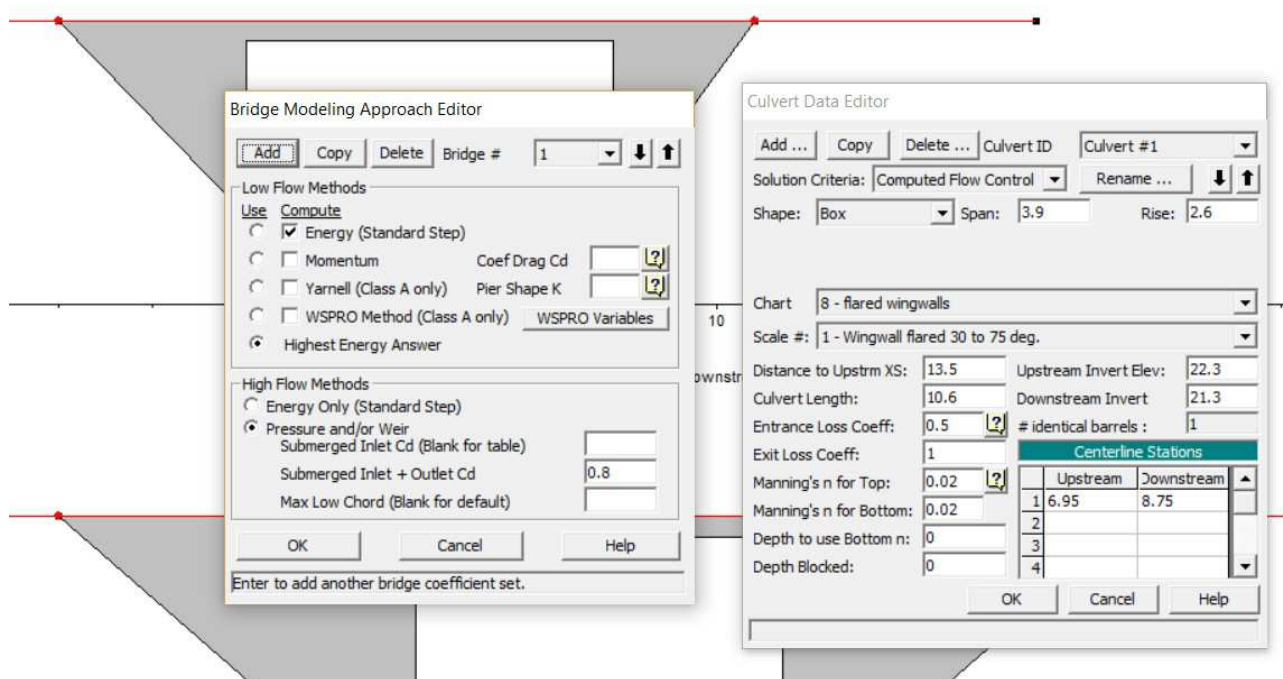 Bridge Modeling Approach Editor
Add Copy Delete Bridge # 1
Low Flow Methods
Use Compute
Energy (Standard Step)
Momentum Coef Drag Cd
Yarnell (Class A only) Pier Shape K
WSPRO Method (Class A only) WSPRO Variables
Highest Energy Answer
High Flow Methods
Energy Only (Standard Step)
Pressure and/or Weir
Submerged Inlet Cd (Blank for table)
Submerged Inlet + Outlet Cd 0.8
Max Low Chord (Blank for default)
OK Cancel Help
Enter to add another bridge coefficient set.
10
ownstr
Culvert Data Editor
Add ... Copy Delete ... Culvert ID Culvert #1
Solution Criteria: Computed Flow Control Rename ...
Shape: Box Span: 3.9 Rise: 2.6
Chart 8 - flared wingwalls
Scale #: 1 - Wingwall flared 30 to 75 deg.
Distance to Upstrm XS: 13.5 Upstream Invert Elev: 22.3
Culvert Length: 10.6 Downstream Invert 21.3
Entrance Loss Coeff: 0.5 # identical barrels : 1
Exit Loss Coeff: 1 Centerline Stations
Manning's n for Top: 0.02 Upstream Downstream
Manning's n for Bottom: 0.02 1 6.95 8.75
Depth to use Bottom n: 0 2
3
Depth Blocked: 0 4
OK Cancel Help